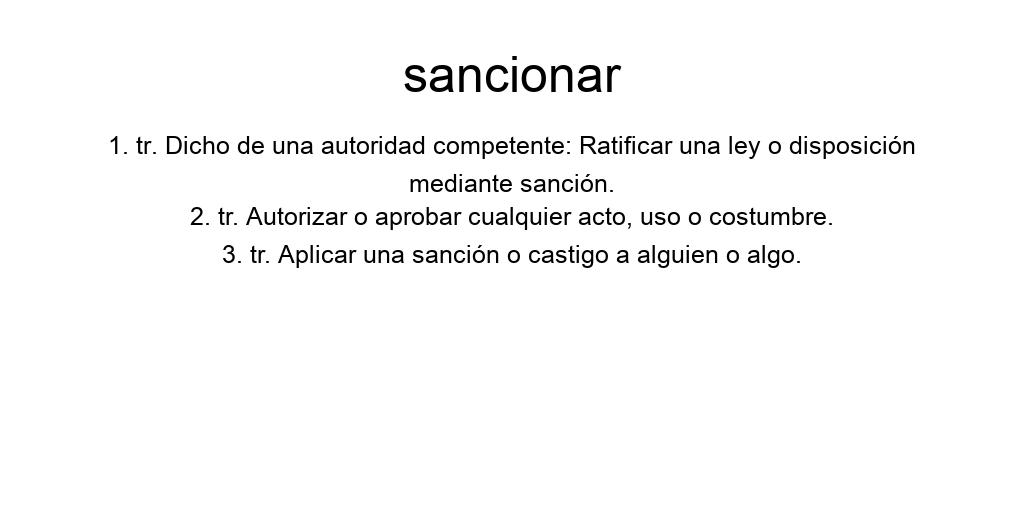 sancionar
1. tr. Dicho de una autoridad competente: Ratificar una ley o disposición
mediante sanción.
2. tr. Autorizar o aprobar cualquier acto, uso o costumbre.
3. tr. Aplicar una sanción o castigo a alguien o algo.